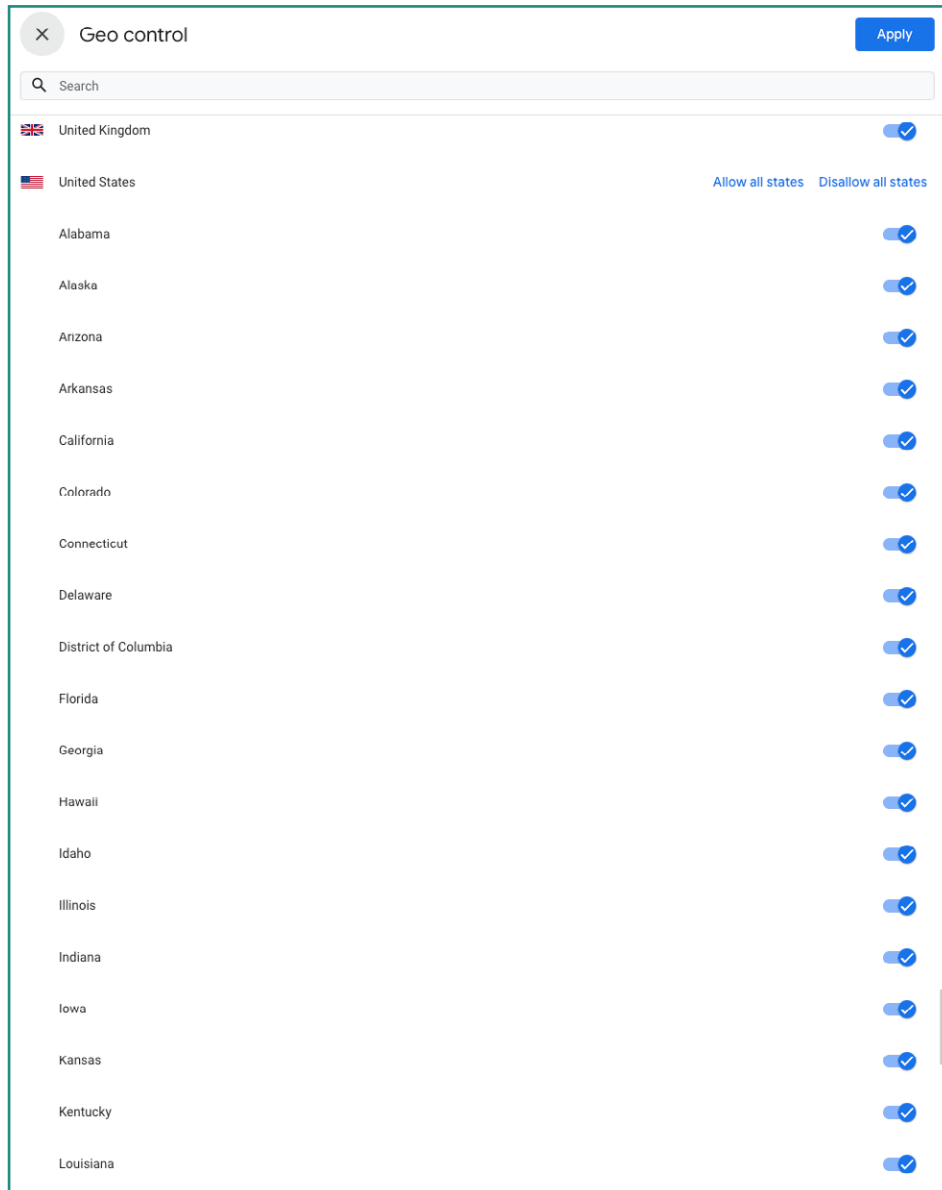 Geo control
Apply
Search
United Kingdom
United States Allow all states Disallow all states
Alabama
Alaska
Arizona
Arkansas
California
Colorado
Connecticut
Delaware
District of Columbia
Florida
Georgia
Hawaii
Idaho
Illinois
Indiana
Iowa
Kansas
Kentucky
Louisiana